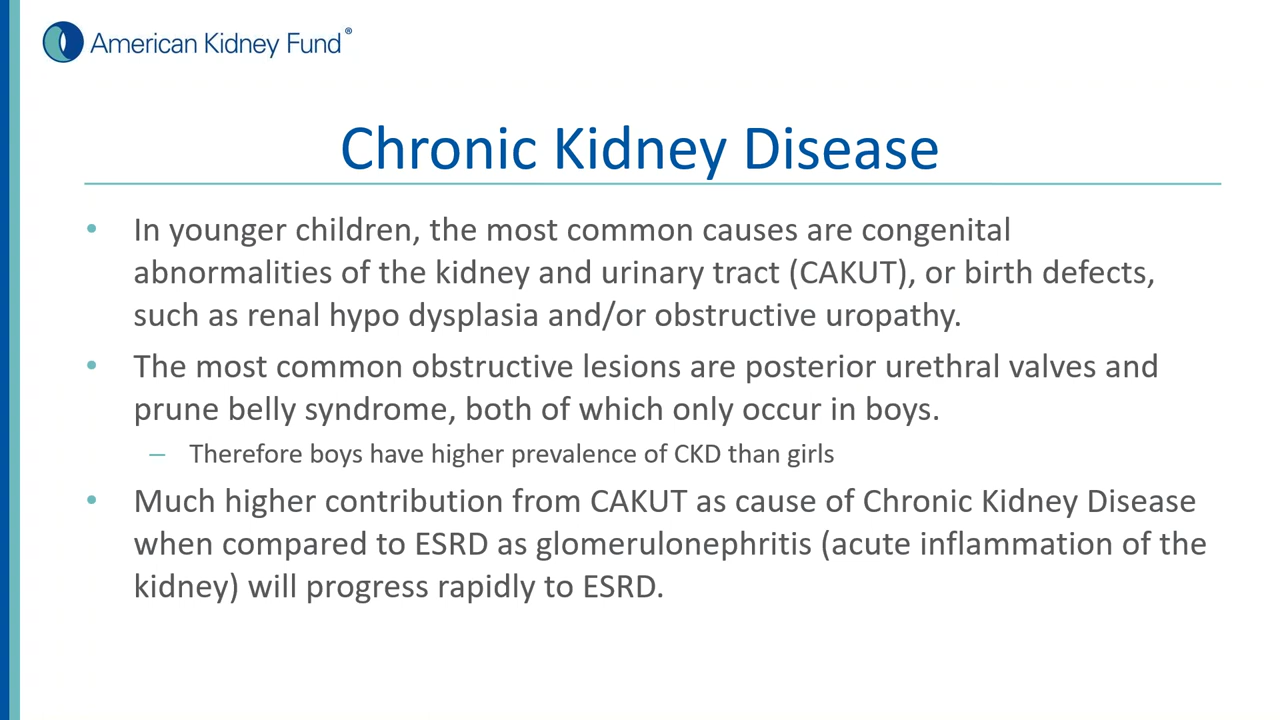 American Kidney Fund®
Chronic Kidney Disease
• In younger children, the most common causes are congenital
abnormalities of the kidney and urinary tract (CAKUT), or birth defects,
such as renal hypo dysplasia and/or obstructive uropathy.
• The most common obstructive lesions are posterior urethral valves and
prune belly syndrome, both of which only occur in boys.
– Therefore boys have higher prevalence of CKD than girls
• Much higher contribution from CAKUT as cause of Chronic Kidney Disease
when compared to ESRD as glomerulonephritis (acute inflammation of the
kidney) will progress rapidly to ESRD.